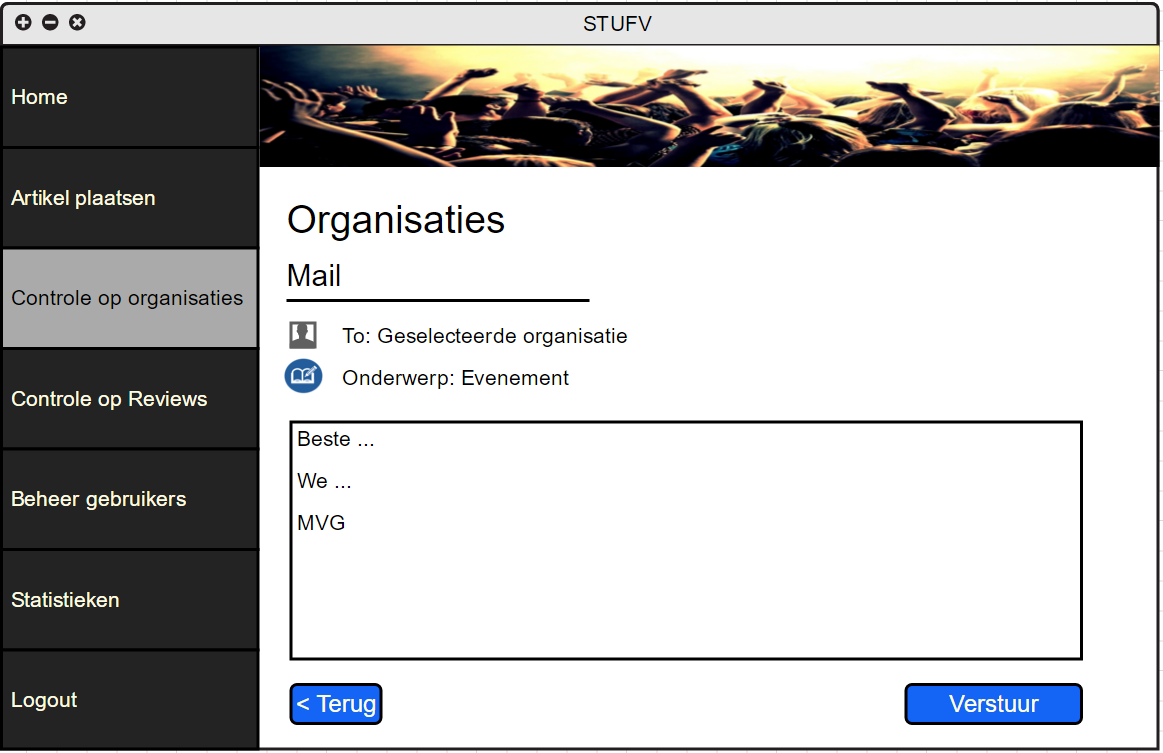 STUFV
Home
Artikel plaatsen
Controle op organisaties
Controle op Reviews
Beheer gebruikers
Statistieken
Logout
Organisaties
Mail
To: Geselecteerde organisatie
Onderwerp: Evenement
Beste ...
We ...
MVG
< Terug
Verstuur